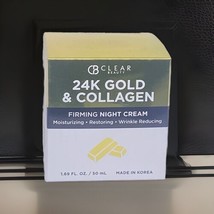 CB CLEAR
BEAUTY
24K GOLD
& COLLAGEN
FIRMING NIGHT CREAM
Moisturizing • Restoring • Wrinkle Reducing
1.69 FL. OZ. / 50 mL MADE IN KOREA